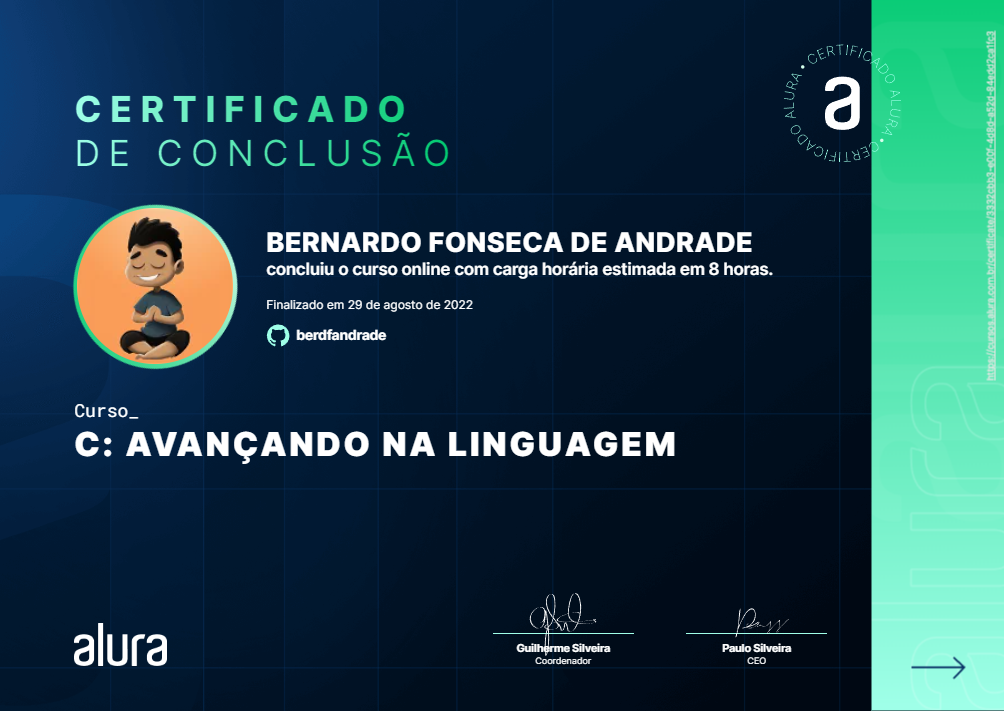 CERTIFICADO
DE CONCLUSÃO
CERTIFICADO ALURA • CERTIFICADO ALURA •
a
BERNARDO FONSECA DE ANDRADE
concluiu o curso online com carga horária estimada em 8 horas.
Finalizado em 29 de agosto de 2022
berdfandrade
Curso_
C: AVANÇANDO NA LINGUAGEM
alura
Guilherme Silveira
Coordenador
Paulo Silveira
CEO
alura